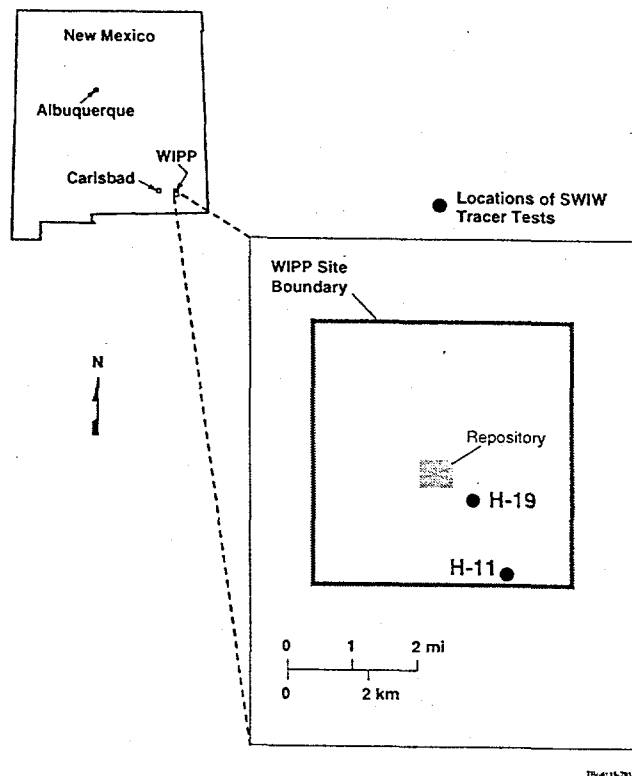 New Mexico
Albuquerque
WIPP
Carlsbad
Locations of SWIW
Tracer Tests
WIPP Site
Boundary
N
Repository
H-19
H-11
0 1 2 mi
0 2 km